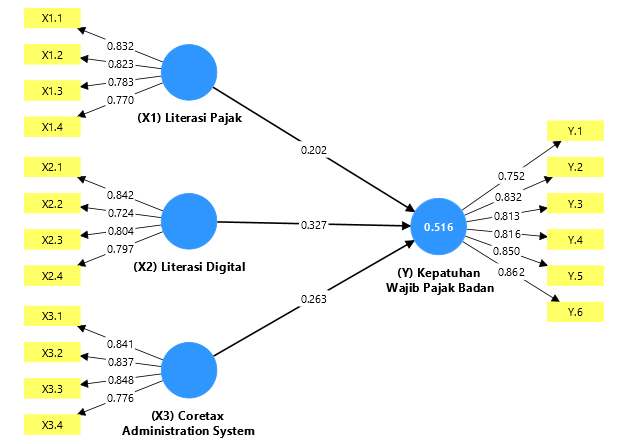 X1.1
0.832
X1.2
0.823
0.783
X1.3
0.770
X1.4
(X1) Literasi Pajak
0.202
X2.1
0.842
X2.2
0.724
0.804
X2.3
0.797
X2.4
(X2) Literasi Digital
0.327
X3.1
0.841
X3.2
0.837
0.848
X3.3
0.776
X3.4
(X3) Coretax
Administration System
0.263
0.516
(Y) Kepatuhan
Wajib Pajak Badan
Y.1
0.752
Y.2
0.832
Y.3
0.813
0.816
Y.4
0.850
Y.5
0.862
Y.6